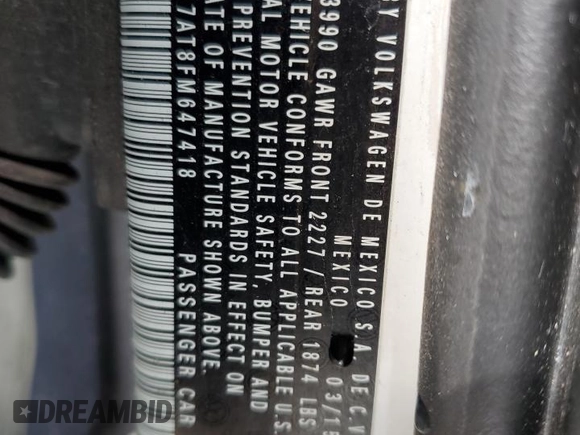 BY VOLKSWAGEN DE MEXICO S.A. DE C.V
MEXICO 03/15
3990 GAWR FRONT 2227 / REAR 1874 LBS
VEHICLE CONFORMS TO ALL APPLICABLE U.S.
AL MOTOR VEHICLE SAFETY, BUMPER AND
PREVENTION STANDARDS IN EFFECT ON
ATE OF MANUFACTURE SHOWN ABOVE.
7AT8FM647418 PASSENGER CAR
DREAMBID